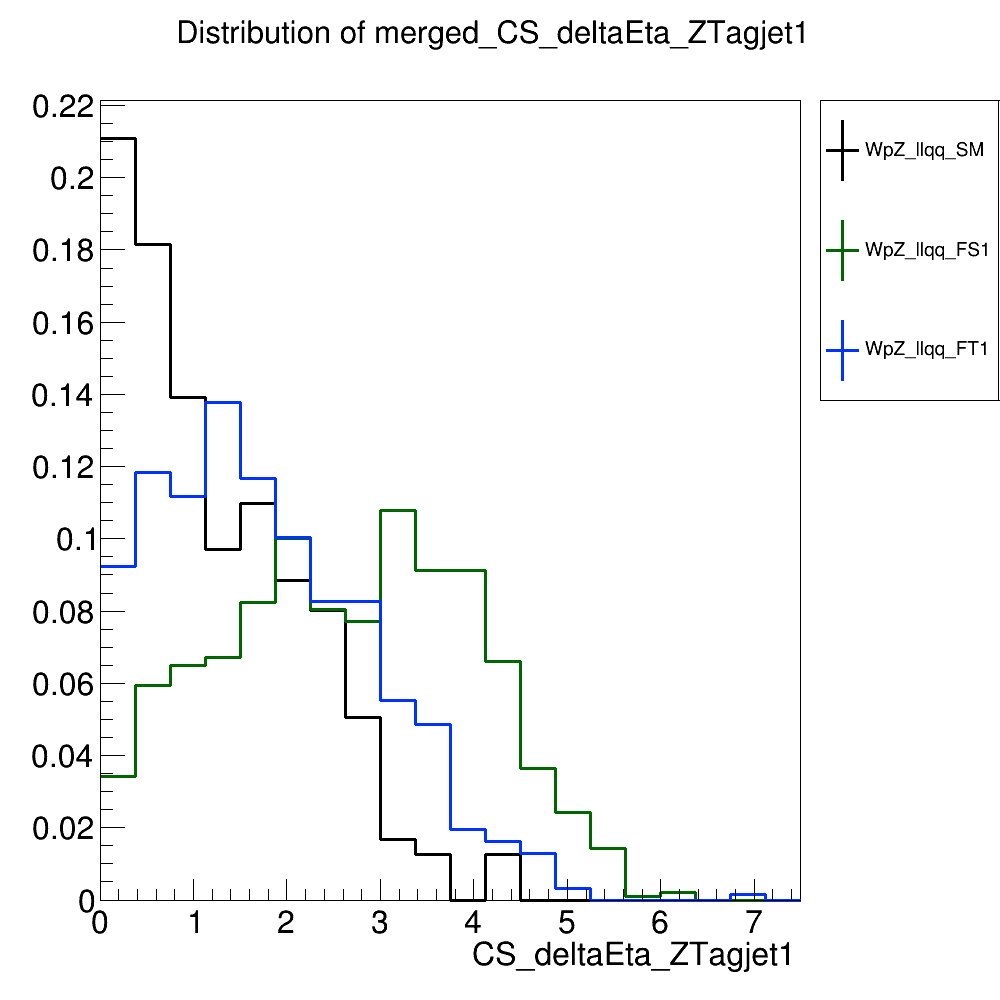 Distribution of merged_CS_deltaEta_ZTagjet1
0.22
0.2
0.18
0.16
0.14
0.12
0.1
0.08
0.06
0.04
0.02
0
0 1 2 3 4 5 6 7
CS_deltaEta_ZTagjet1
WpZ_llqq_SM
WpZ_llqq_FS1
WpZ_llqq_FT1